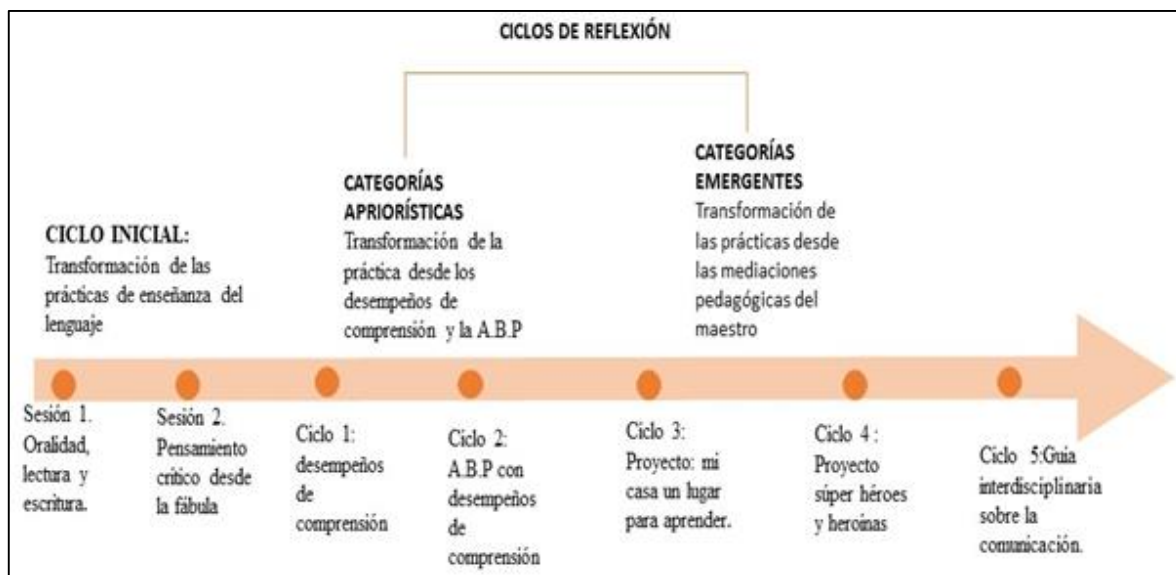 CICLOS DE REFLEXIÓN
CICLO INICIAL:
Transformación de las
prácticas de enseñanza del
lenguaje
CATEGORÍAS
APRIORÍSTICAS
Transformación de la
práctica desde los
desempeños de
comprensión y la A.B.P
CATEGORÍAS
EMERGENTES
Transformación de
las prácticas desde
las mediaciones
pedagógicas del
maestro
Sesión 1.
Oralidad,
lectura y
escritura.
Sesión 2.
Pensamiento
critico desde
la fábula
Ciclo 1:
desempeños
de
comprensión
Ciclo 2:
A.B.P con
desempeños
de
comprensión
Ciclo 3:
Proyecto: mi
casa un lugar
para aprender.
Ciclo 4 :
Proyecto
súper héroes
y heroinas
Ciclo 5:Guia
interdisciplinaria
sobre la
comunicación.